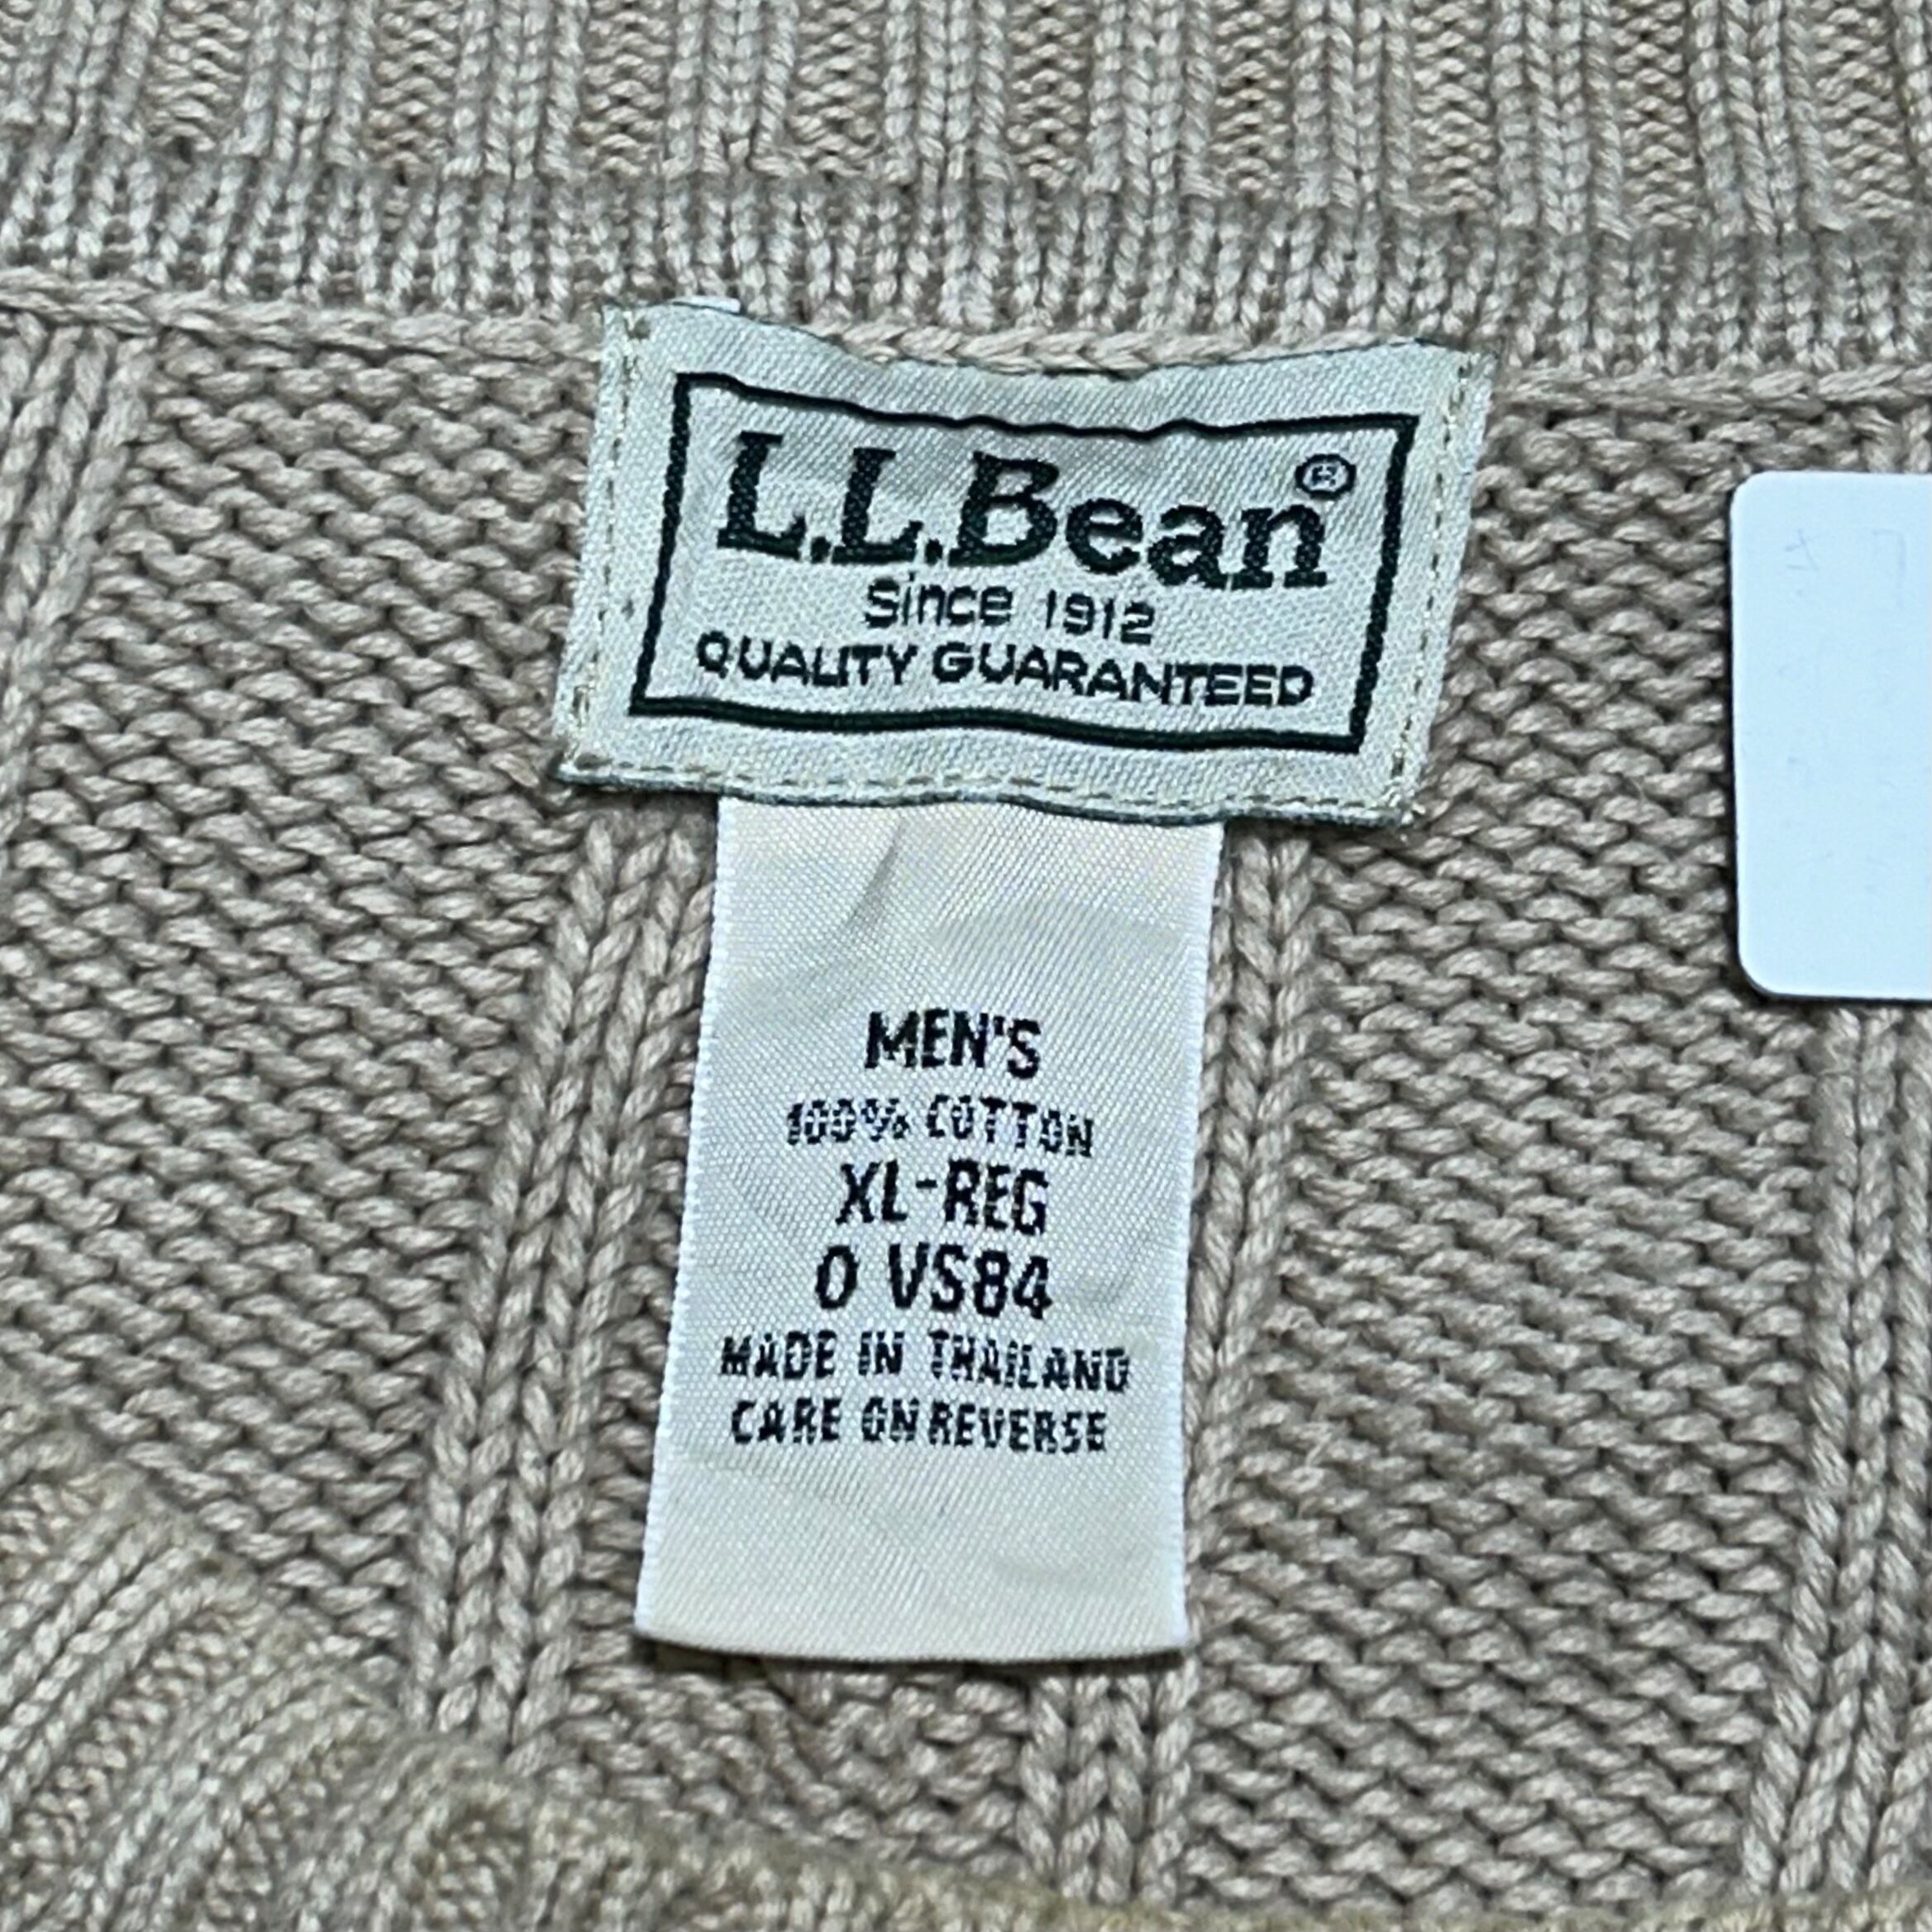 L.L.Bean®
Since 1912
QUALITY GUARANTEED
MEN'S
100% COTTON
XL-REG
0 VS84
MADE IN THAILAND
CARE ON REVERSE